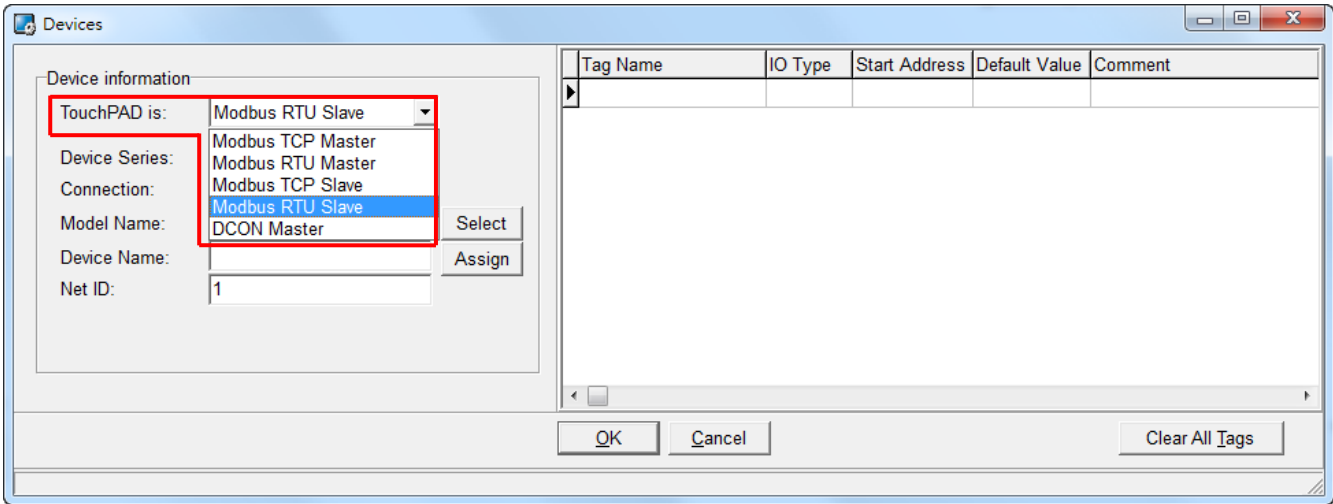 Devices
Device information
TouchPAD is: Modbus RTU Slave
Modbus TCP Master
Modbus RTU Master
Modbus TCP Slave
Modbus RTU Slave
DCON Master
Device Series:
Connection:
Model Name: Select
Device Name: Assign
Net ID: 1
Tag Name IO Type Start Address Default Value Comment
OK Cancel Clear All Tags